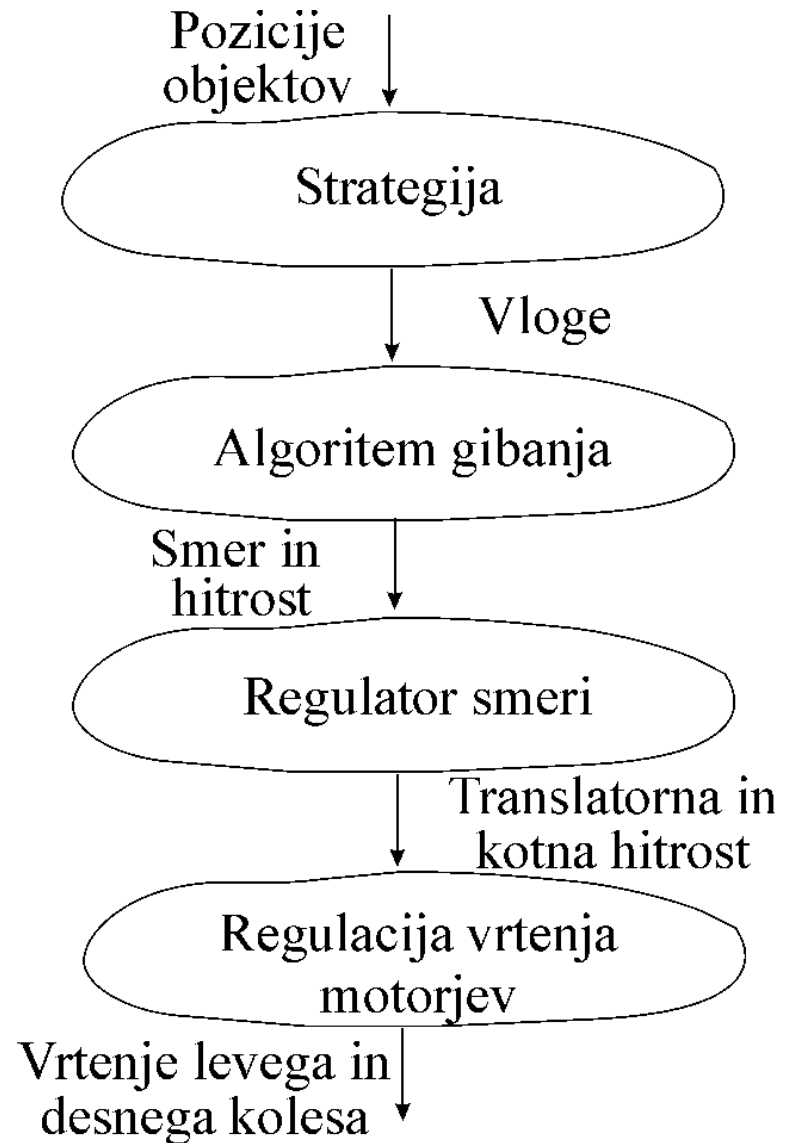 Pozicije
objektov
Strategija
Vloge
Algoritem gibanja
Smer in
hitrost
Regulator smeri
Translatorna in
kotna hitrost
Regulacija vrtenja
motorjev
Vrtenje levega in
desnega kolesa